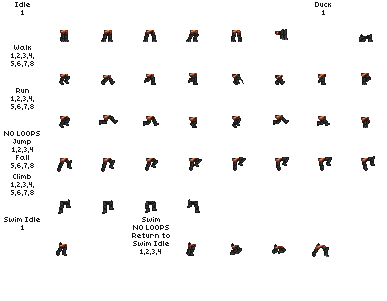 Idle
1
Duck
1
Walk
1,2,3,4,
5,6,7,8
Run
1,2,3,4,
5,6,7,8
NO LOOPS
Jump
1,2,3,4
Fall
5,6,7,8
Climb
1,2,3,4,
5,6,7,8
Swim Idle
1
Swim
NO LOOPS
Return to
Swim Idle
1,2,3,4